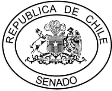 REPUBLICA DE CHILE
SENADO